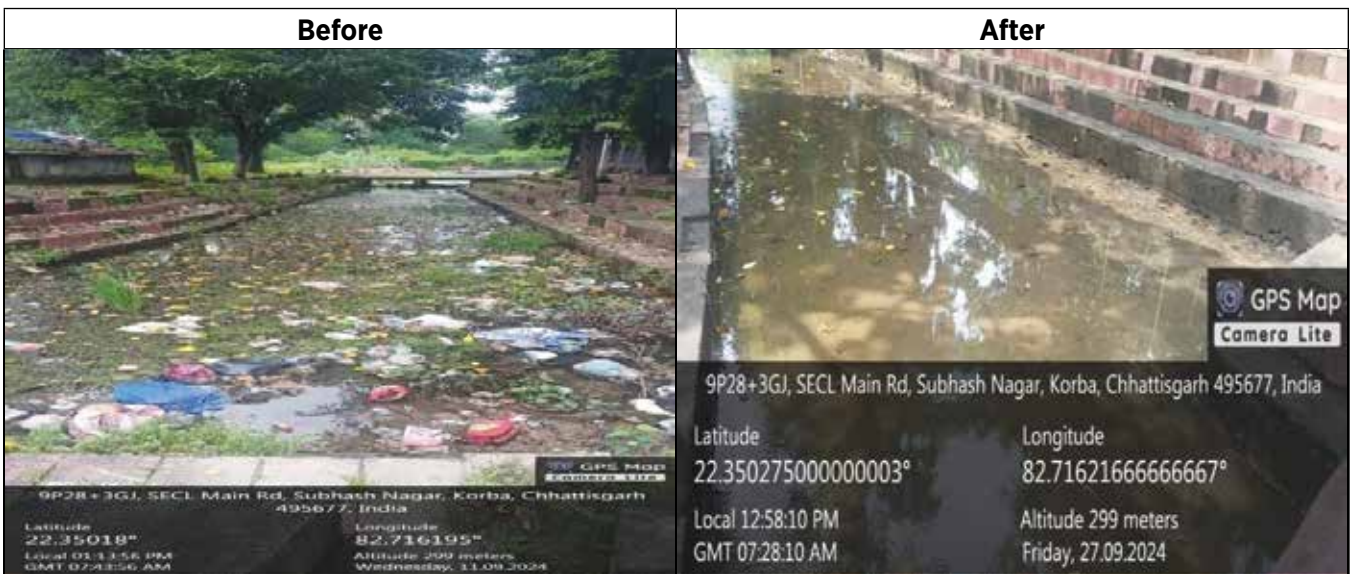 Before
After
GPS Map
Camera Lite
9P28+3GJ, SECL Main Rd, Subhash Nagar, Korba, Chhattisgarh
495677, India
Latitude
22.35018°
Longitude
82.716195°
Local 01:13:56 PM
GMT 07:43:56 AM
Altitude 299 meters
Wednesday, 11.09.2024
GPS Map
Camera Lite
9P28+3GJ, SECL Main Rd, Subhash Nagar, Korba, Chhattisgarh 495677, India
Latitude
22.350275000000003°
Longitude
82.71621666666667°
Local 12:58:10 PM
GMT 07:28:10 AM
Altitude 299 meters
Friday, 27.09.2024